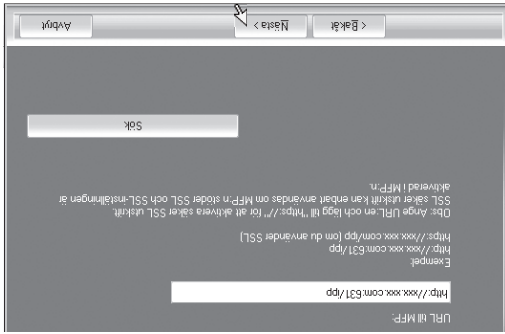 URL till MFP:
http://xxx.xxx.com:631/ipp
Exempel:
http://xxx.xxx.com:631/ipp
https://xxx.xxx.com/ipp (om du använder SSL)
Obs: Ange URL:en och lägg till "https://" för att aktivera säker SSL utskrift.
SSL säker utskrift kan enbart användas om MFP:n stöder SSL och SSL-inställningen är
aktiverad i MFP:n.
Sök
< Bakåt Nästa > Avbryt